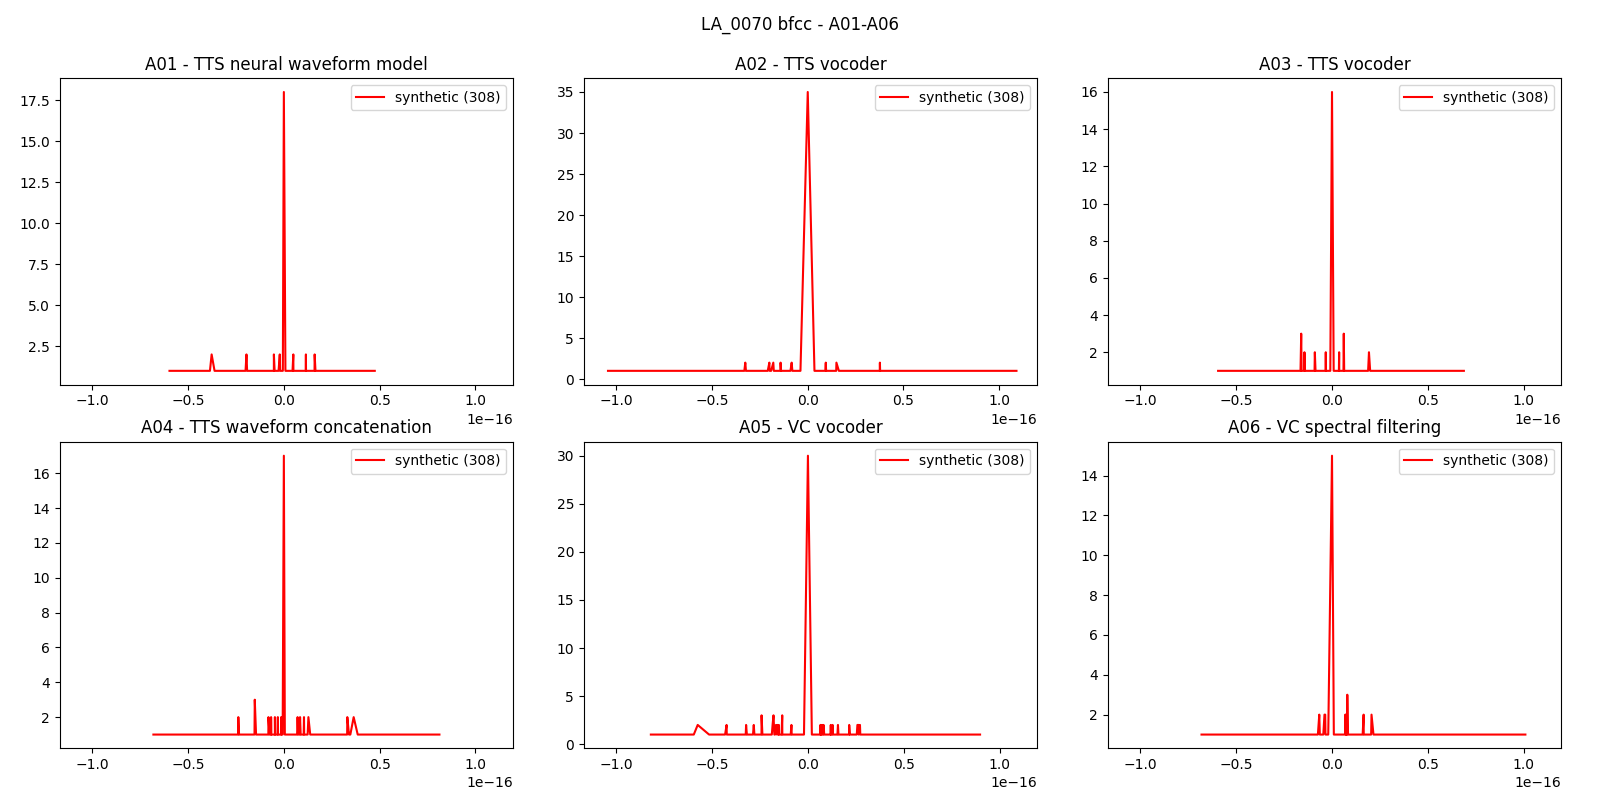 LA_0070 bfcc - A01-A06
A01 - TTS neural waveform model
synthetic (308)
17.5
15.0
12.5
10.0
7.5
5.0
2.5
−1.0 −0.5 0.0 0.5 1.0
1e−16
A02 - TTS vocoder
synthetic (308)
35
30
25
20
15
10
5
0
−1.0 −0.5 0.0 0.5 1.0
1e−16
A03 - TTS vocoder
synthetic (308)
16
14
12
10
8
6
4
2
−1.0 −0.5 0.0 0.5 1.0
1e−16
A04 - TTS waveform concatenation
synthetic (308)
16
14
12
10
8
6
4
2
−1.0 −0.5 0.0 0.5 1.0
1e−16
A05 - VC vocoder
synthetic (308)
30
25
20
15
10
5
0
−1.0 −0.5 0.0 0.5 1.0
1e−16
A06 - VC spectral filtering
synthetic (308)
14
12
10
8
6
4
2
−1.0 −0.5 0.0 0.5 1.0
1e−16